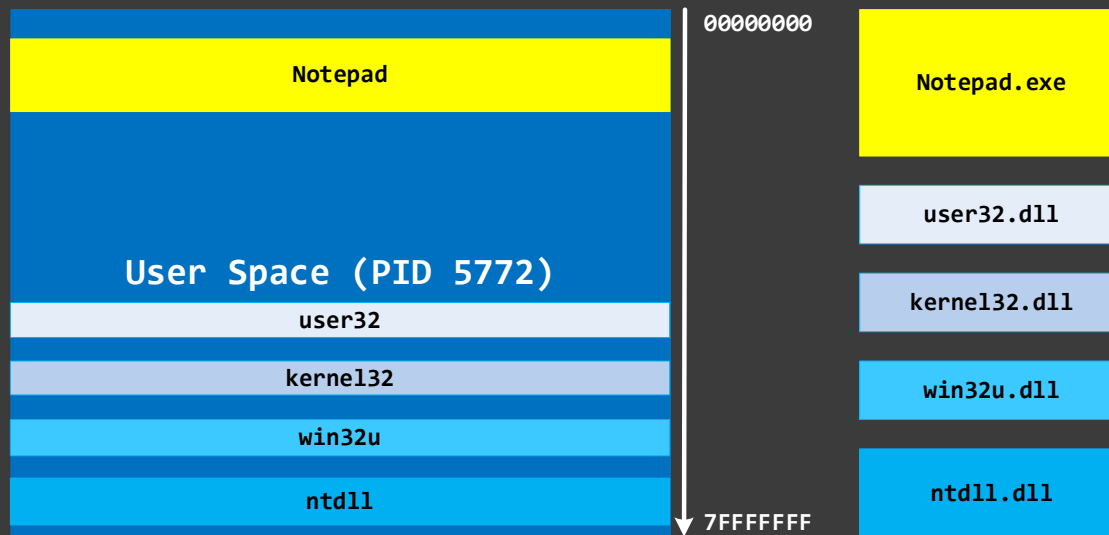 00000000
Notepad
Notepad.exe
user32.dll
User Space (PID 5772)
kernel32.dll
user32
kernel32
win32u.dll
win32u
ntdll
ntdll.dll
7FFFFFFF